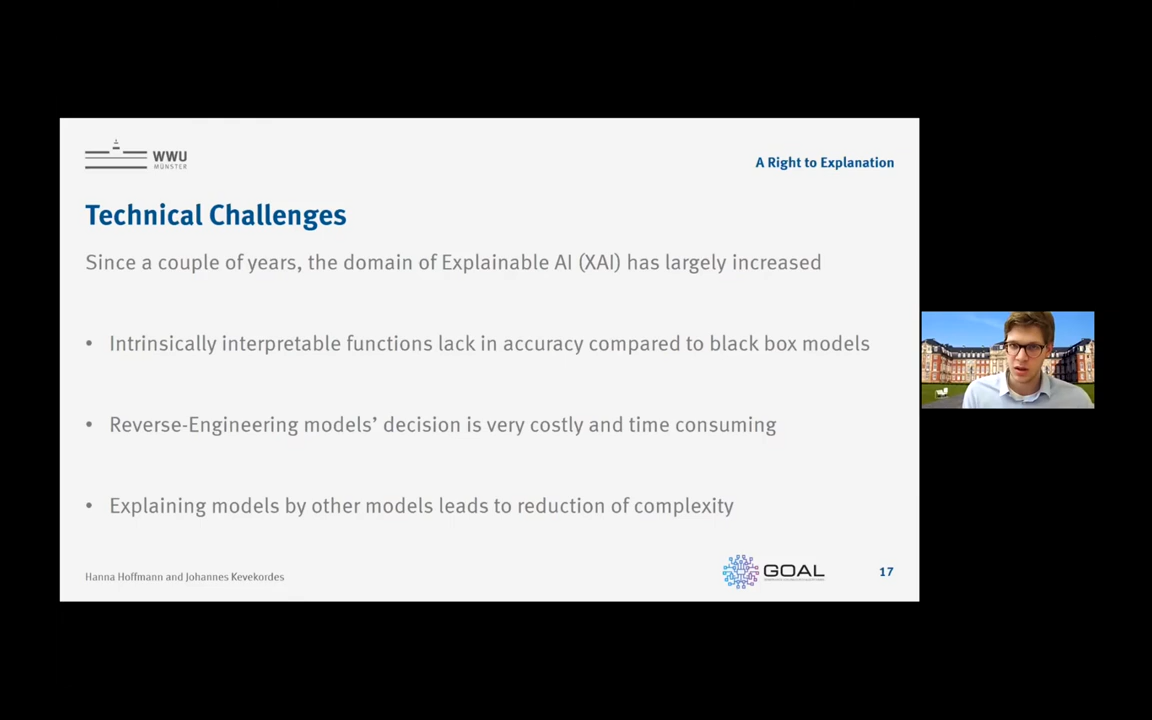 WWU
MÜNSTER
A Right to Explanation
Technical Challenges
Since a couple of years, the domain of Explainable AI (XAI) has largely increased
• Intrinsically interpretable functions lack in accuracy compared to black box models
• Reverse-Engineering models’ decision is very costly and time consuming
• Explaining models by other models leads to reduction of complexity
Hanna Hoffmann and Johannes Kevekordes
GOAL
17